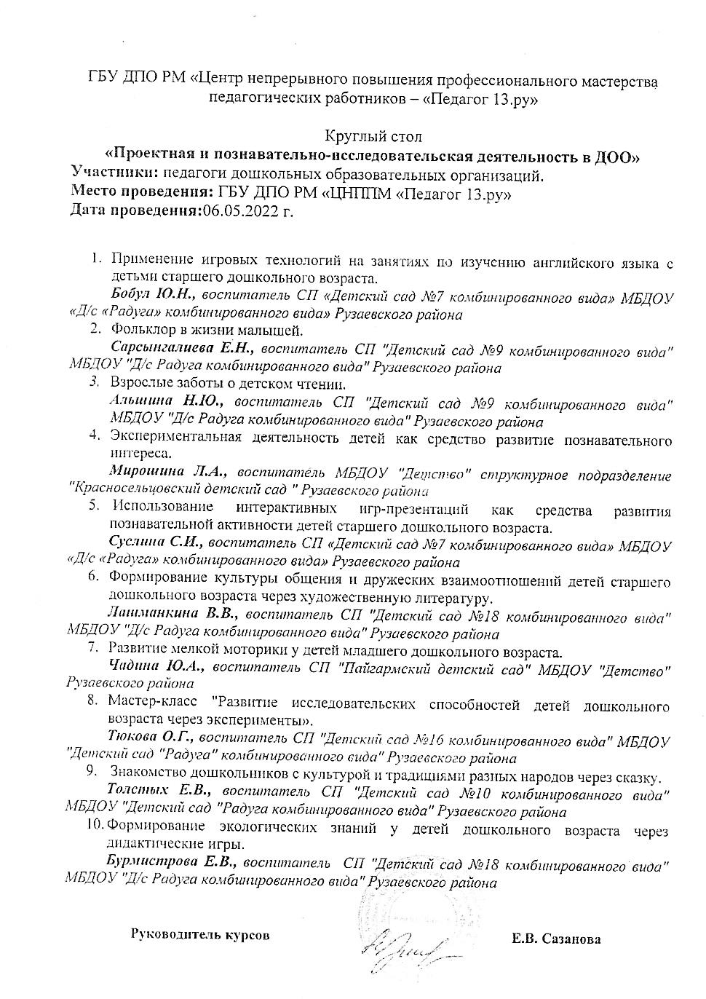 ГБУ ДПО РМ «Центр непрерывного повышения профессионального мастерства
педагогических работников – «Педагог 13.ру»
Круглый стол
«Проектная и познавательно-исследовательская деятельность в ДОО»
Участники: педагоги дошкольных образовательных организаций.
Место проведения: ГБУ ДПО РМ «ЦНППМ «Педагог 13.ру»
Дата проведения:06.05.2022 г.
1. Применение игровых технологий на занятиях по изучению английского языка с
детьми старшего дошкольного возраста.
Бобул Ю.Н., воспитатель СП «Детский сад №7 комбинированного вида» МБДОУ
«Д/с «Радуга» комбинированного вида» Рузаевского района
2. Фольклор в жизни малышей.
Сарсынгалиева Е.Н., воспитатель СП "Детский сад №9 комбинированного вида"
МБДОУ "Д/с Радуга комбинированного вида" Рузаевского района
3. Взрослые заботы о детском чтении.
Альшина Н.Ю., воспитатель СП "Детский сад №9 комбинированного вида"
МБДОУ "Д/с Радуга комбинированного вида" Рузаевского района
4. Экспериментальная деятельность детей как средство развитие познавательного
интереса.
Мирошина Л.А., воспитатель МБДОУ "Детство" структурное подразделение
"Красносельцовский детский сад " Рузаевского района
5. Использование интерактивных игр-презентаций как средства развития
познавательной активности детей старшего дошкольного возраста.
Суслина С.И., воспитатель СП «Детский сад №7 комбинированного вида» МБДОУ
«Д/с «Радуга» комбинированного вида» Рузаевского района
6. Формирование культуры общения и дружеских взаимоотношений детей старшего
дошкольного возраста через художественную литературу.
Лашманкина В.В., воспитатель СП "Детский сад №18 комбинированного вида"
МБДОУ "Д/с Радуга комбинированного вида" Рузаевского района
7. Развитие мелкой моторики у детей младшего дошкольного возраста.
Чадина Ю.А., воспитатель СП "Пайгармский детский сад" МБДОУ "Детство"
Рузаевского района
8. Мастер-класс "Развитие исследовательских способностей детей дошкольного
возраста через эксперименты».
Тюкова О.Г., воспитатель СП "Детский сад №16 комбинированного вида" МБДОУ
"Детский сад "Радуга" комбинированного вида" Рузаевского района
9. Знакомство дошкольников с культурой и традициями разных народов через сказку.
Толстых Е.В., воспитатель СП "Детский сад №10 комбинированного вида"
МБДОУ "Детский сад "Радуга комбинированного вида" Рузаевского района
10. Формирование экологических знаний у детей дошкольного возраста через
дидактические игры.
Бурмистрова Е.В., воспитатель СП "Детский сад №18 комбинированного вида"
МБДОУ "Д/с Радуга комбинированного вида" Рузаевского района
Руководитель курсов Е.В. Сазанова